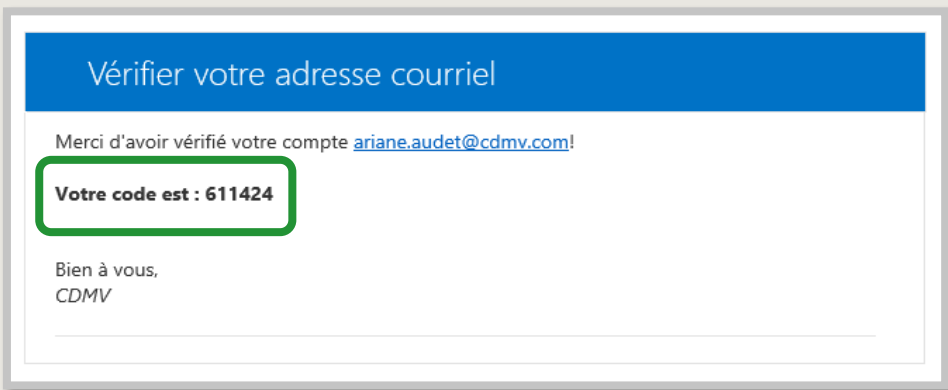 Vérifier votre adresse courriel
Merci d'avoir vérifié votre compte ariane.audet@cdmv.com!
Votre code est : 611424
Bien à vous,
CDMV